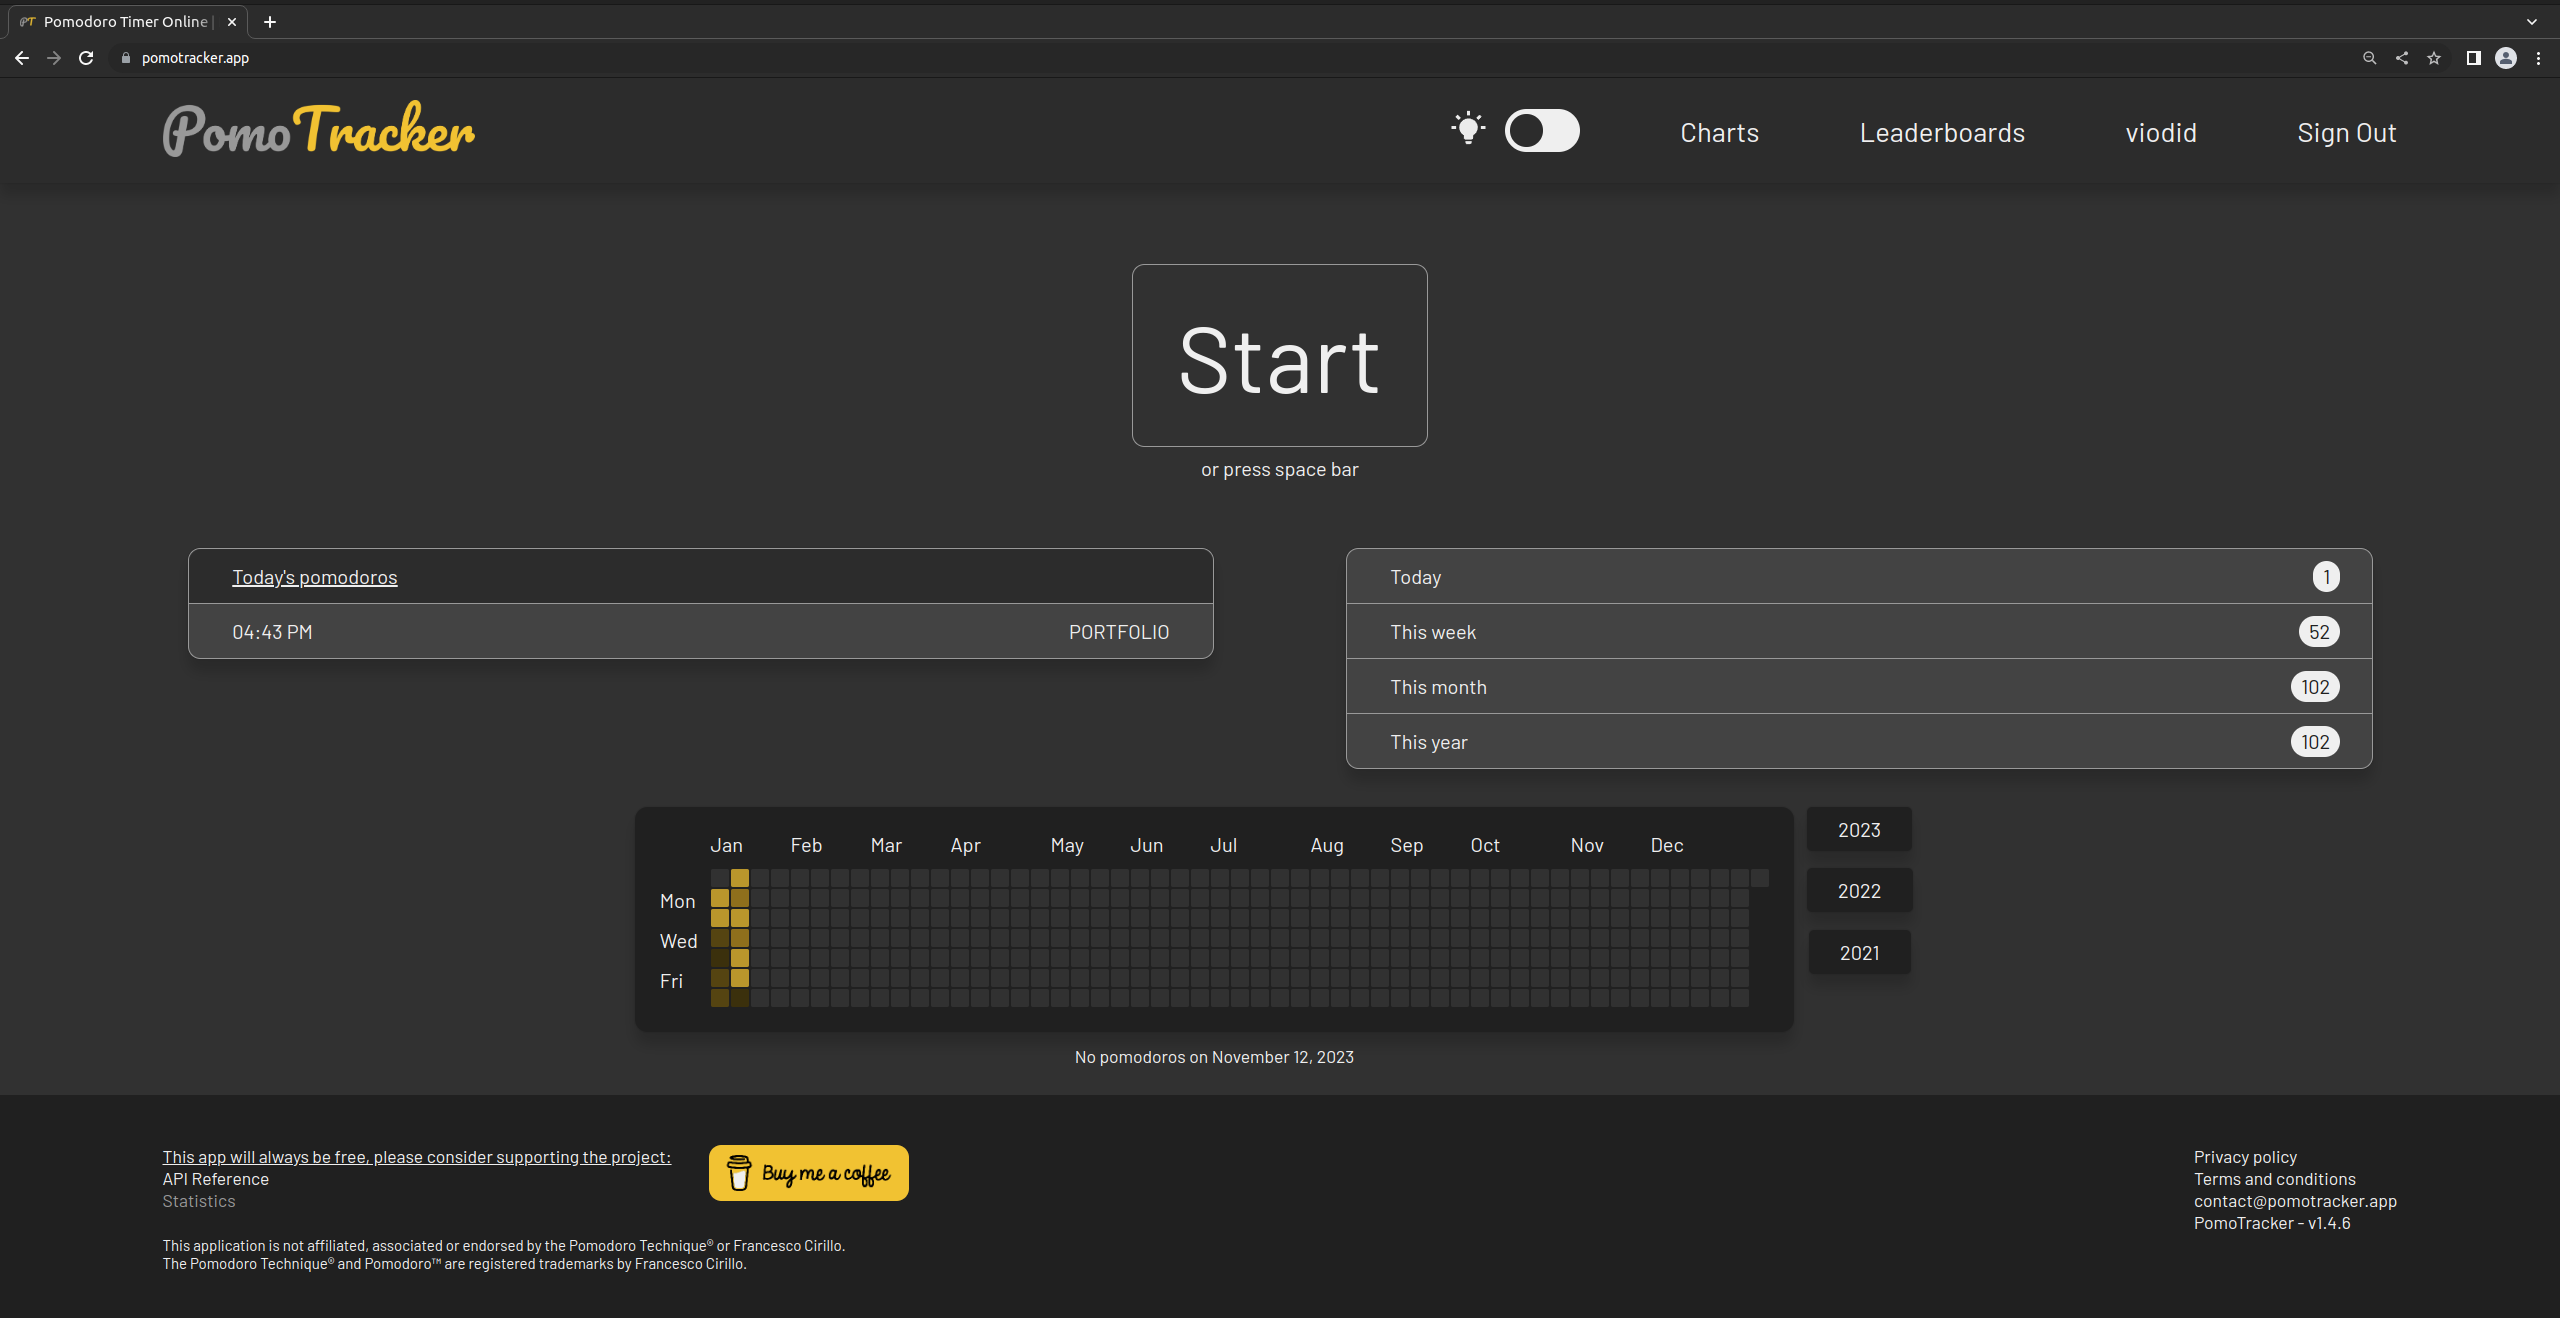 Pomodoro Timer Online |
pomotracker.app
PomoTracker
Charts
Leaderboards
viodid
Sign Out
Start
or press space bar
Today's pomodoros
04:43 PM PORTFOLIO
Today 1
This week 52
This month 102
This year 102
Jan Feb Mar Apr May Jun Jul Aug Sep Oct Nov Dec
Mon
Wed
Fri
2023
2022
2021
No pomodoros on November 12, 2023
This app will always be free, please consider supporting the project:
API Reference
Statistics
Buy me a coffee
This application is not affiliated, associated or endorsed by the Pomodoro Technique® or Francesco Cirillo.
The Pomodoro Technique® and Pomodoro™ are registered trademarks by Francesco Cirillo.
Privacy policy
Terms and conditions
contact@pomotracker.app
PomoTracker - v1.4.6